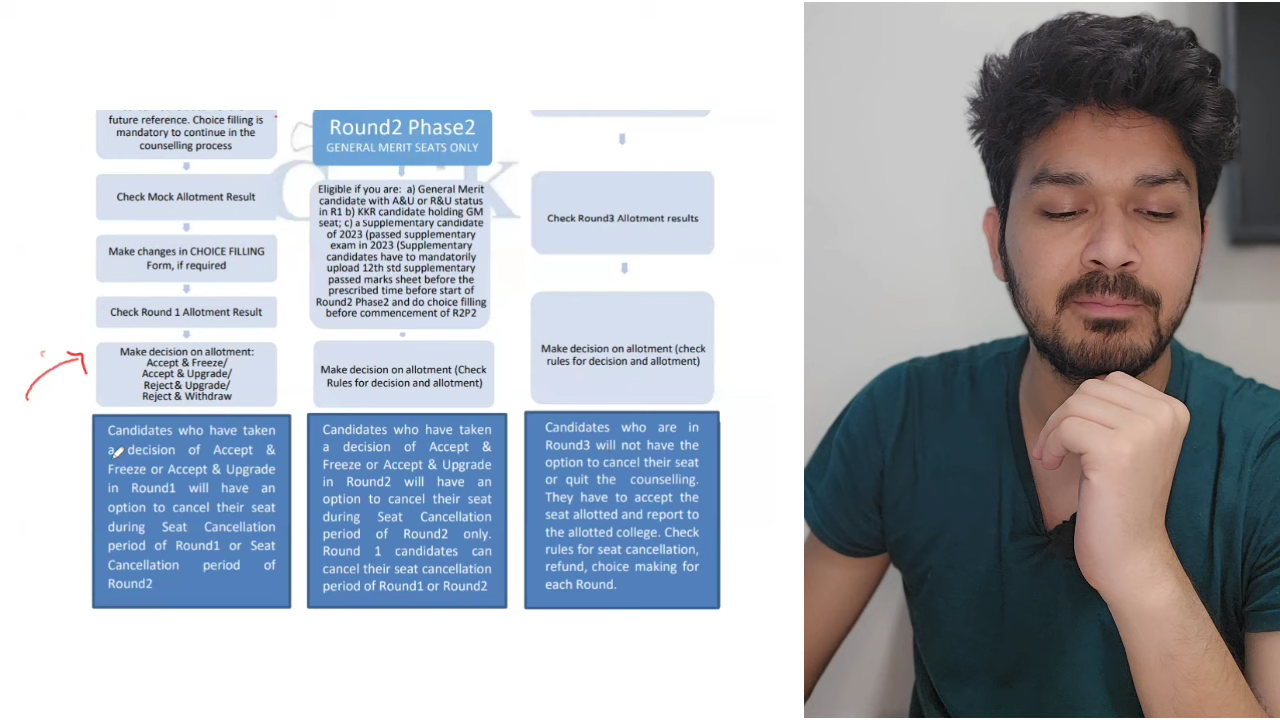 future reference. Choice filling is
mandatory to continue in the
counselling process
Check Mock Allotment Result
Make changes in CHOICE FILLING
Form, if required
Check Round 1 Allotment Result
Make decision on allotment:
Accept & Freeze/
Accept & Upgrade/
Reject & Upgrade/
Reject & Withdraw
Candidates who have taken
a decision of Accept &
Freeze or Accept & Upgrade
in Round1 will have an
option to cancel their seat
during Seat Cancellation
period of Round1 or Seat
Cancellation period of
Round2
Round2 Phase2
GENERAL MERIT SEATS ONLY
Eligible if you are: a) General Merit
candidate with A&U or R&U status
in R1 b) KKR candidate holding GM
seat; c) a Supplementary candidate
of 2023 (passed supplementary
exam in 2023 (Supplementary
candidates have to mandatorily
upload 12th std supplementary
passed marks sheet before the
prescribed time before start of
Round2 Phase2 and do choice filling
before commencement of R2P2
Make decision on allotment (Check
Rules for decision and allotment)
Candidates who have taken
a decision of Accept &
Freeze or Accept & Upgrade
in Round2 will have an
option to cancel their seat
during Seat Cancellation
period of Round2 only.
Round 1 candidates can
cancel their seat cancellation
period of Round1 or Round2
Check Round3 Allotment results
Make decision on allotment (check
rules for decision and allotment)
Candidates who are in
Round3 will not have the
option to cancel their seat
or quit the counselling.
They have to accept the
seat allotted and report to
the allotted college. Check
rules for seat cancellation,
refund, choice making for
each Round.